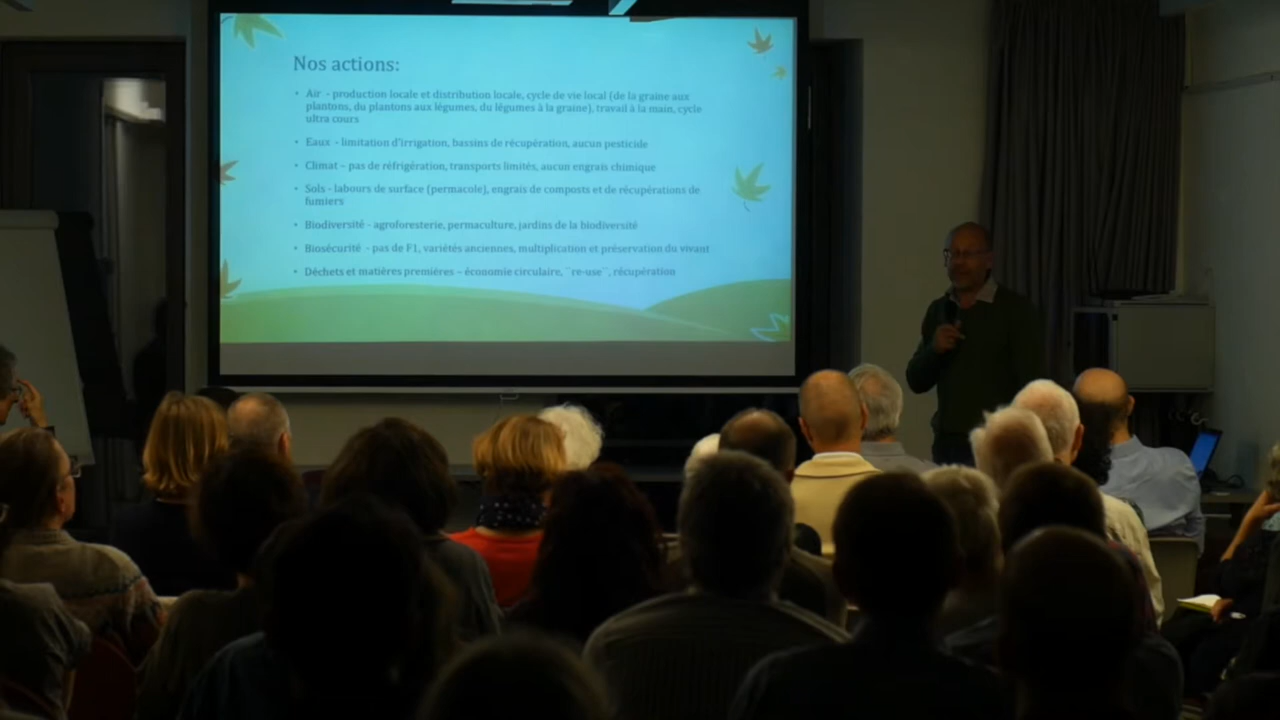 Nos actions:
• Air - production locale et distribution locale, cycle de vie local (de la graine aux
plantons, du plantons aux légumes, du légumes à la graine), travail à la main, cycle
ultra cours
• Eaux - limitation d'irrigation, bassins de récupération, aucun pesticide
• Climat – pas de réfrigération, transports limités, aucun engrais chimique
• Sols - labours de surface (permacole), engrais de composts et de récupérations de
fumiers
• Biodiversité - agroforesterie, permaculture, jardins de la biodiversité
• Biosécurité - pas de F1, variétés anciennes, multiplication et préservation du vivant
• Déchets et matières premières – économie circulaire, ``re-use´´, récupération